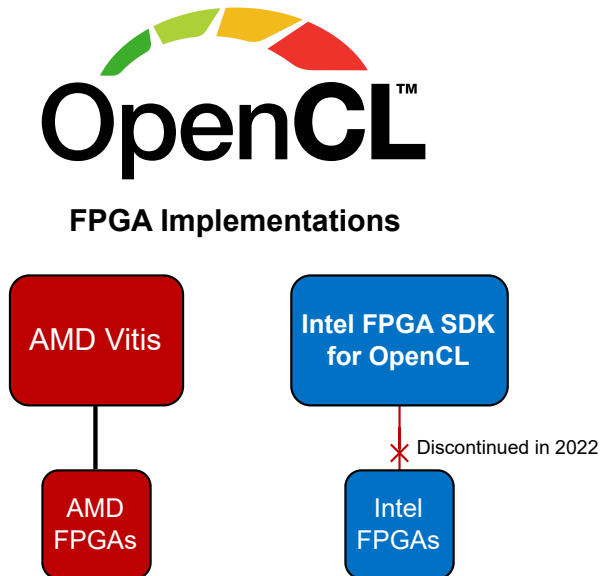 OpenCL™
FPGA Implementations
AMD Vitis
Intel FPGA SDK
for OpenCL
Discontinued in 2022
AMD
FPGAs
Intel
FPGAs